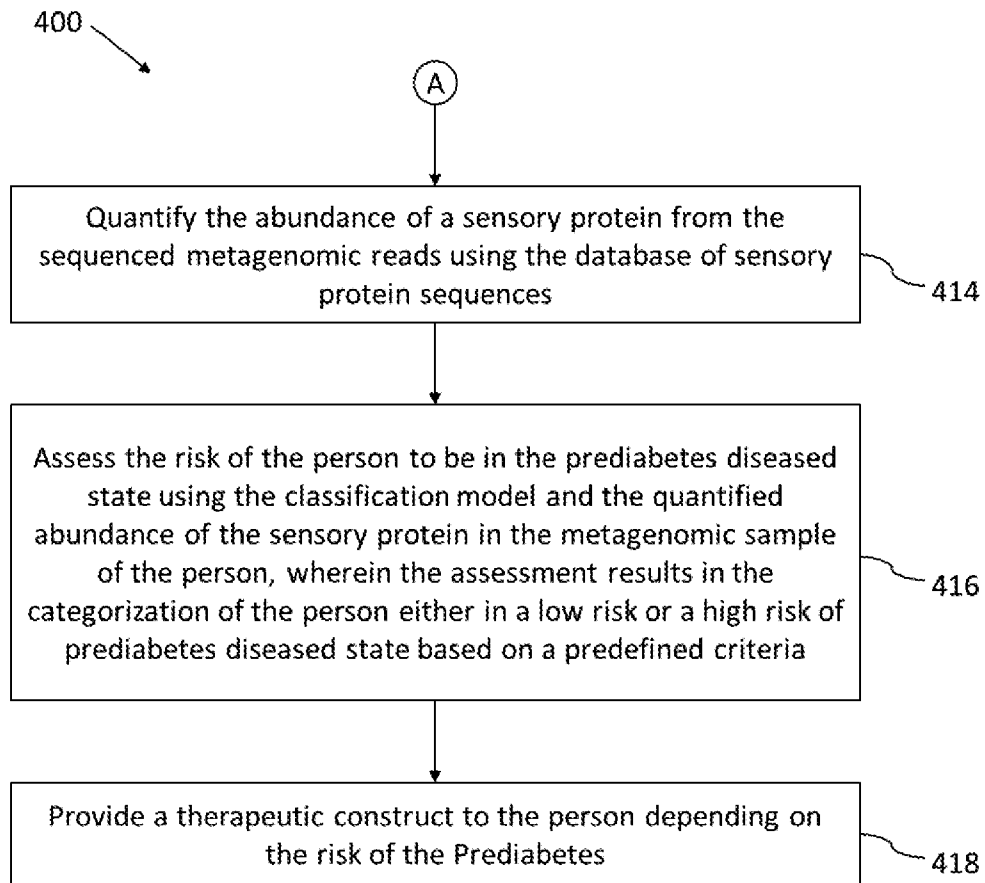 400
A
Quantify the abundance of a sensory protein from the
sequenced metagenomic reads using the database of sensory
protein sequences
414
Assess the risk of the person to be in the prediabetes diseased
state using the classification model and the quantified
abundance of the sensory protein in the metagenomic sample
of the person, wherein the assessment results in the
categorization of the person either in a low risk or a high risk of
prediabetes diseased state based on a predefined criteria
416
Provide a therapeutic construct to the person depending on
the risk of the Prediabetes
418